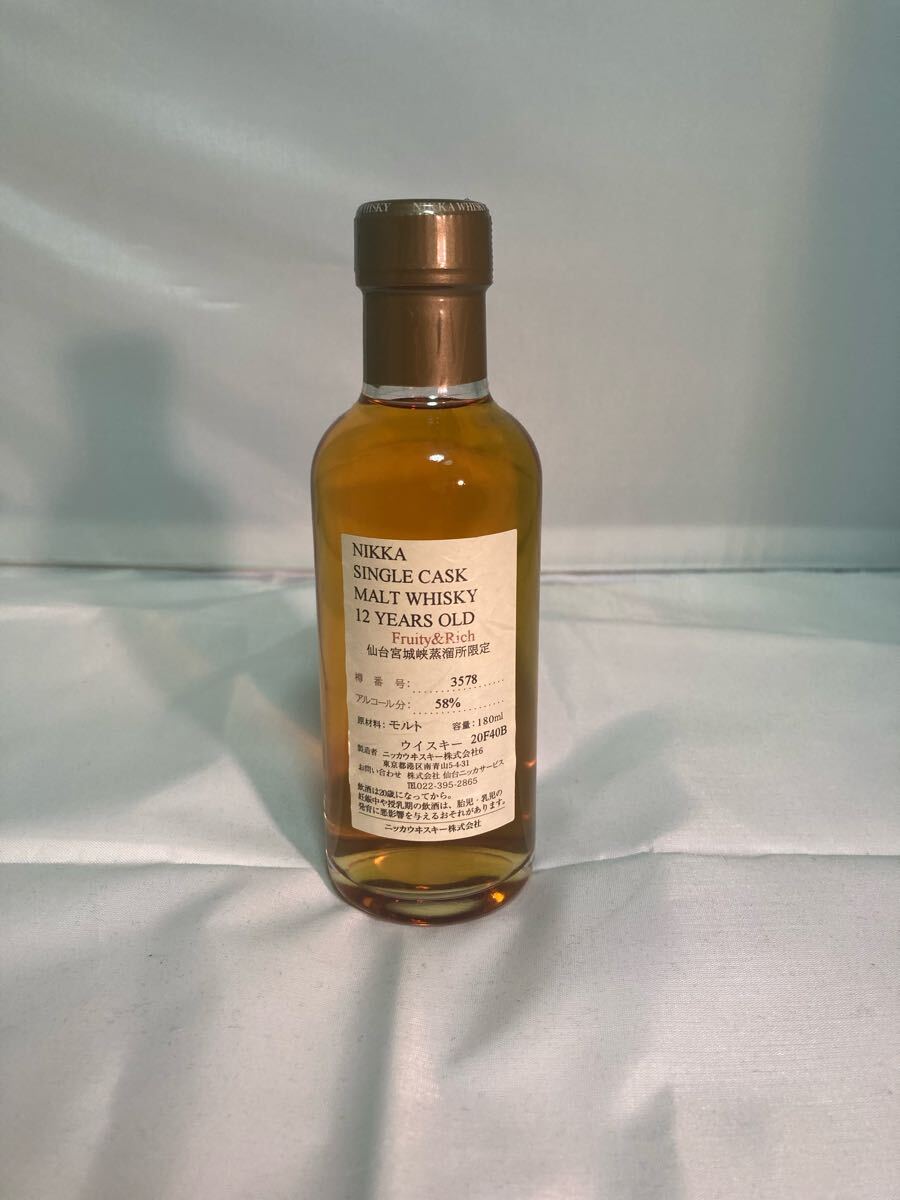 HISKY NIKKA WHISK
NIKKA
SINGLE CASK
MALT WHISKY
12 YEARS OLD
Fruity&Rich
仙台宮城峡蒸溜所限定
樽番号: 3578
アルコール分: 58%
原材料:モルト 容量:180ml
ウイスキー 20F40B
製造者 ニッカウヰスキー株式会社6
東京都港区南青山5-4-31
お問い合わせ 株式会社 仙台ニッカサービス
℡022-395-2865
飲酒は20歳になってから。
妊娠中や授乳期の飲酒は、胎児・乳児の
発育に悪影響を与えるおそれがあります。
ニッカウヰスキー株式会社